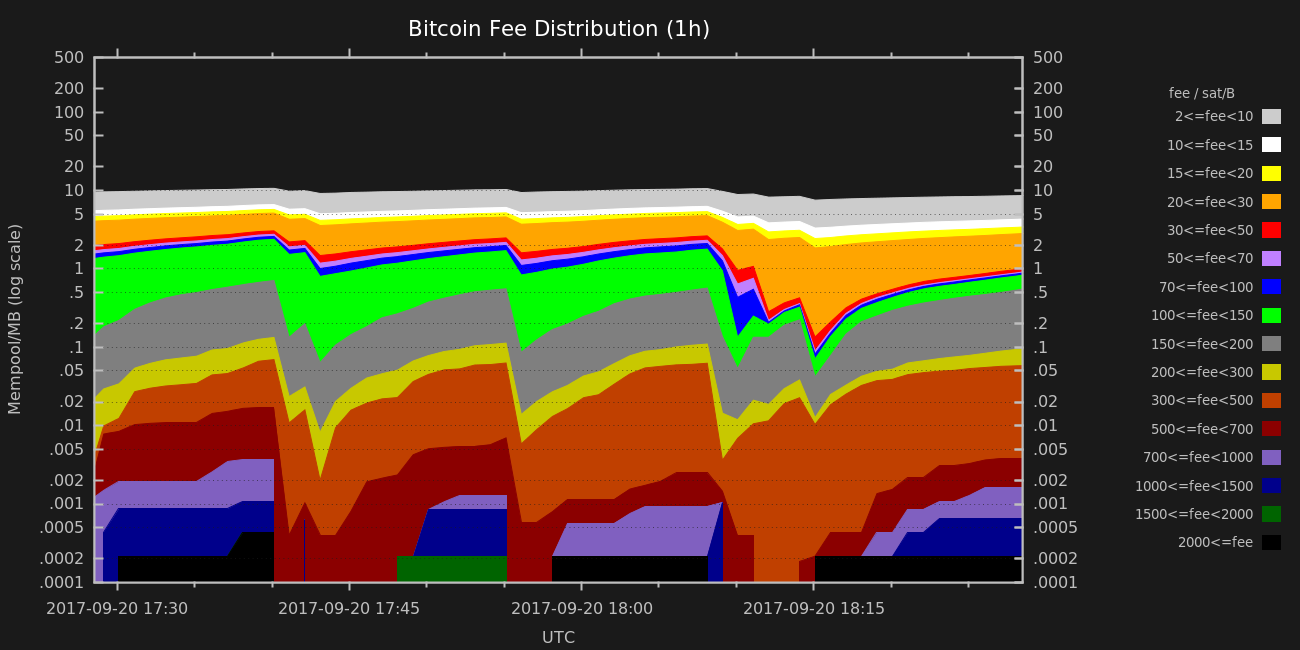 Bitcoin Fee Distribution (1h)
Mempool/MB (log scale)
500
200
100
50
20
10
5
2
1
.5
.2
.1
.05
.02
.01
.005
.002
.001
.0005
.0002
.0001
500
200
100
50
20
10
5
2
1
.5
.2
.1
.05
.02
.01
.005
.002
.001
.0005
.0002
.0001
2017-09-20 17:30
2017-09-20 17:45
2017-09-20 18:00
2017-09-20 18:15
UTC
fee / sat/B
2<=fee<10
10<=fee<15
15<=fee<20
20<=fee<30
30<=fee<50
50<=fee<70
70<=fee<100
100<=fee<150
150<=fee<200
200<=fee<300
300<=fee<500
500<=fee<700
700<=fee<1000
1000<=fee<1500
1500<=fee<2000
2000<=fee